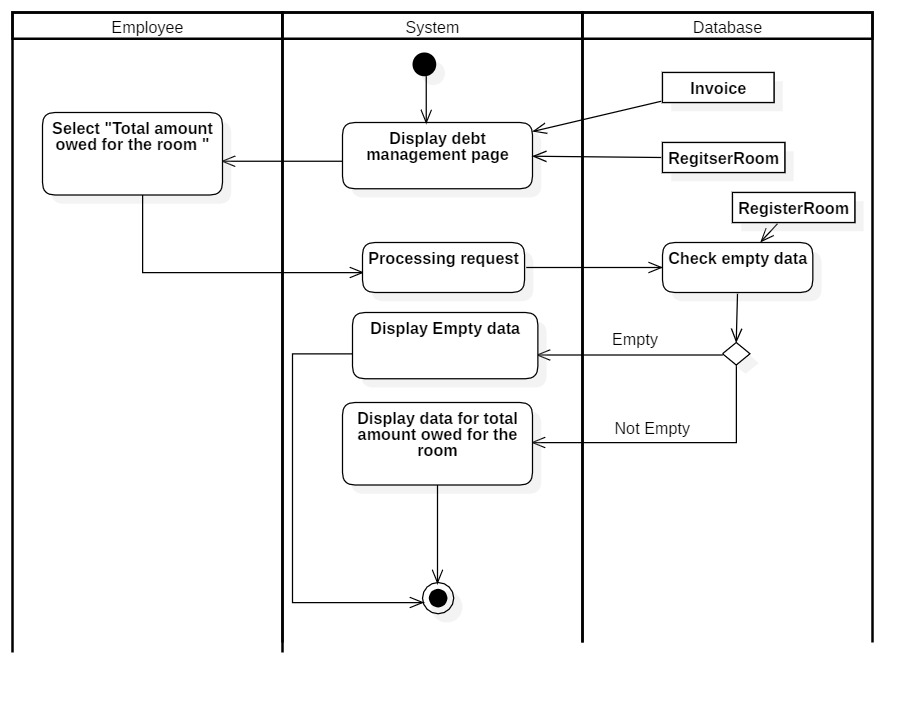 Employee
System
Database
Invoice
Select "Total amount
owed for the room "
Display debt
management page
RegitserRoom
RegisterRoom
Processing request
Check empty data
Display Empty data
Empty
Display data for total
amount owed for the
room
Not Empty